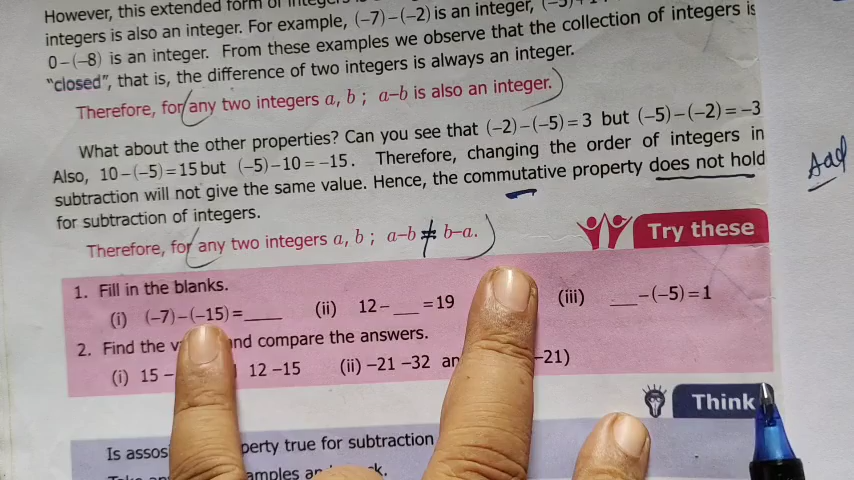 However, this extended form of
integers is also an integer. For example, (−7)−(−2) is an integer,
0−(−8) is an integer. From these examples we observe that the collection of integers is
"closed", that is, the difference of two integers is always an integer.
Therefore, for any two integers a, b ; a−b is also an integer.
What about the other properties? Can you see that (−2)−(−5)=3 but (−5)−(−2)=−3
Also, 10−(−5)=15 but (−5)−10=−15. Therefore, changing the order of integers in
subtraction will not give the same value. Hence, the commutative property does not hold
for subtraction of integers.
Therefore, for any two integers a, b ; a−b ≠ b−a.
Try these
1. Fill in the blanks.
(i) (−7)−(−15)=____ (ii) 12−___=19 (iii) ___−(−5)=1
2. Find the and compare the answers.
(i) 15 − 12 −15 (ii) −21 −32 −21)
Think
Is perty true for subtraction